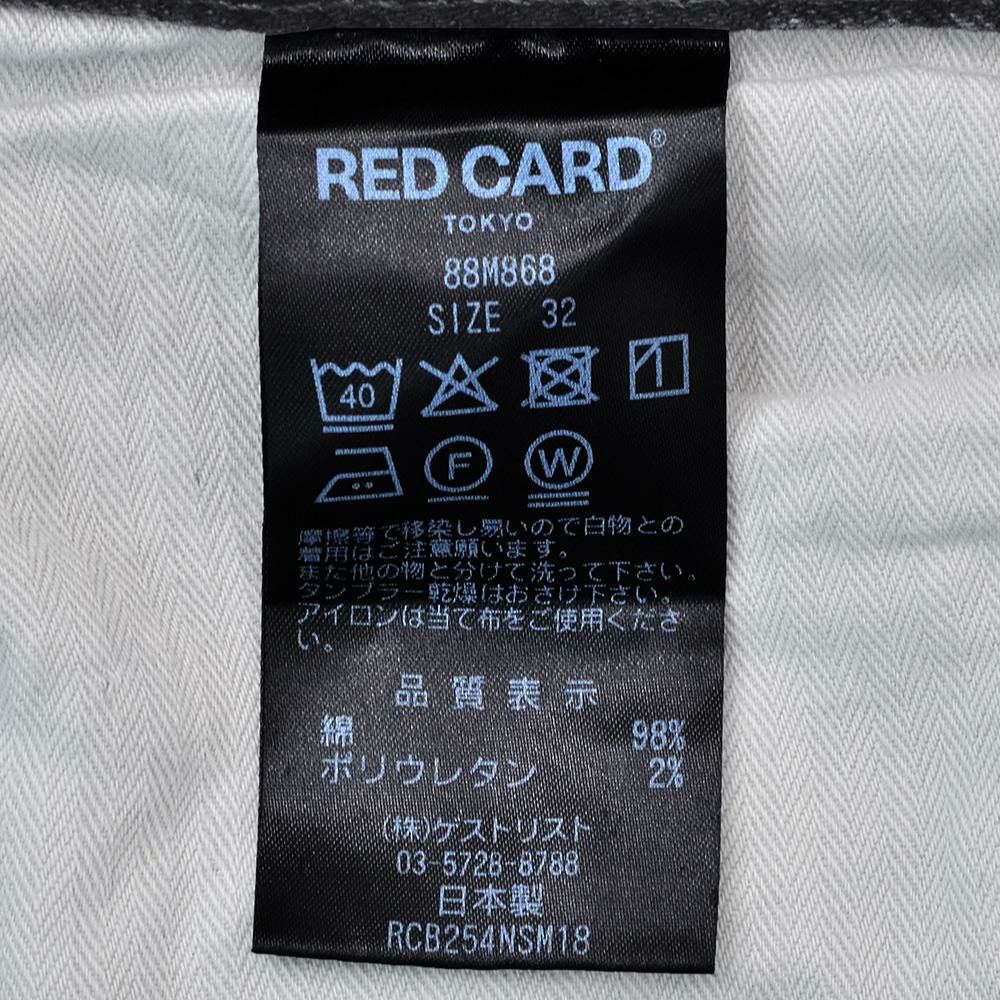 RED CARD®
TOKYO
88M868
SIZE 32
40
F W
摩擦等で移染し易いので白物との
着用はご注意願います。
また他の物と分けて洗って下さい。
タンブラー乾燥はおさけ下さい。
アイロンは当て布をご使用くださ
い。
品質表示
綿 98%
ポリウレタン 2%
(株)ゲストリスト
03-5728-8788
日本製
RCB254NSM18